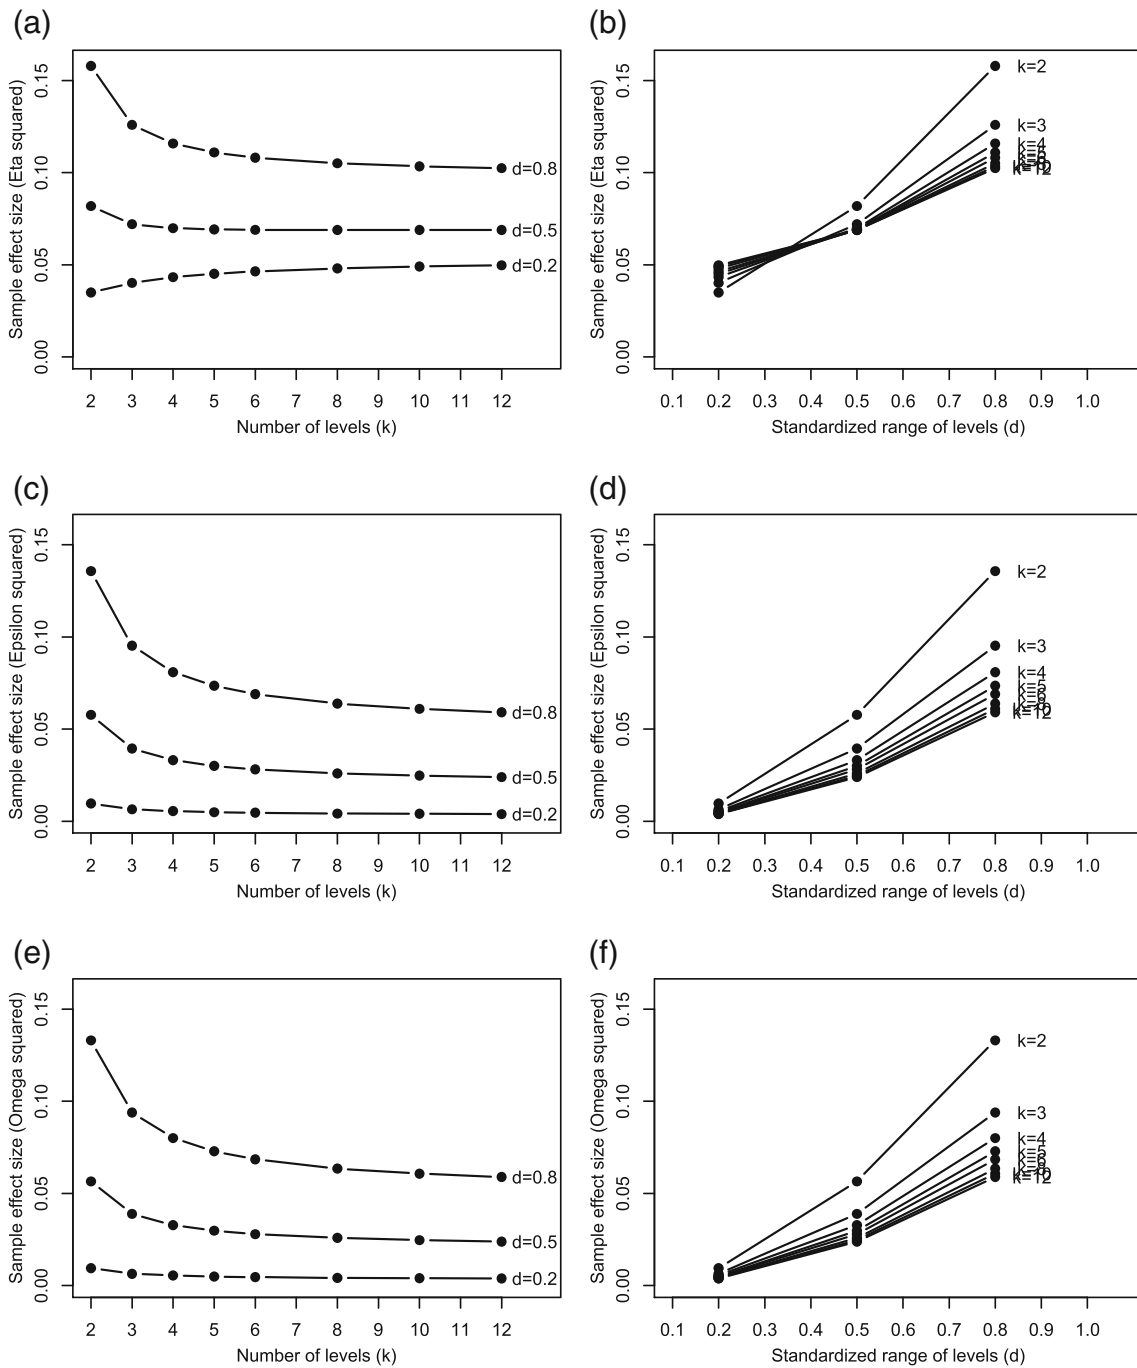 (a)
Sample effect size (Eta squared)
0.15
0.10
0.05
0.00
d=0.8
d=0.5
d=0.2
2 3 4 5 6 7 8 9 10 11 12
Number of levels (k)
(b)
Sample effect size (Eta squared)
0.15
0.10
0.05
0.00
k=2
k=3
k=4
k=12
0.1 0.2 0.3 0.4 0.5 0.6 0.7 0.8 0.9 1.0
Standardized range of levels (d)
(c)
Sample effect size (Epsilon squared)
0.15
0.10
0.05
0.00
d=0.8
d=0.5
d=0.2
2 3 4 5 6 7 8 9 10 11 12
Number of levels (k)
(d)
Sample effect size (Epsilon squared)
0.15
0.10
0.05
0.00
k=2
k=3
k=4
k=5
k=6
k=8
k=10
k=12
0.1 0.2 0.3 0.4 0.5 0.6 0.7 0.8 0.9 1.0
Standardized range of levels (d)
(e)
Sample effect size (Omega squared)
0.15
0.10
0.05
0.00
d=0.8
d=0.5
d=0.2
2 3 4 5 6 7 8 9 10 11 12
Number of levels (k)
(f)
Sample effect size (Omega squared)
0.15
0.10
0.05
0.00
k=2
k=3
k=4
k=5
k=6
k=8
k=10
k=12
0.1 0.2 0.3 0.4 0.5 0.6 0.7 0.8 0.9 1.0
Standardized range of levels (d)